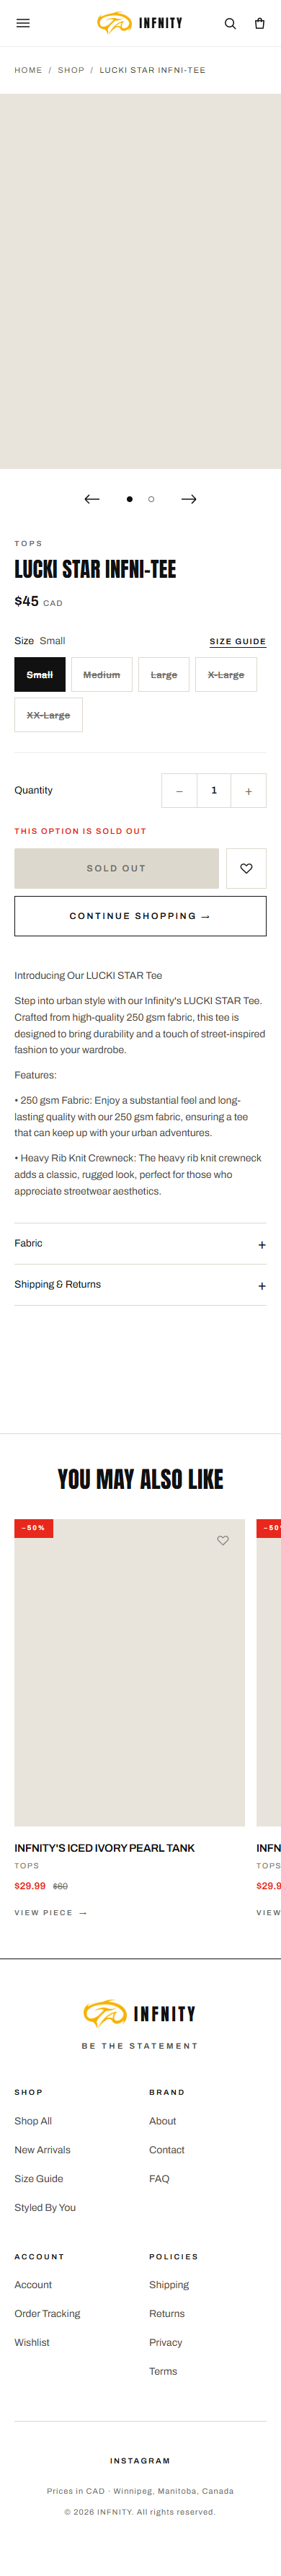 INFNITY
HOME / SHOP / LUCKI STAR INFNI-TEE
TOPS
LUCKI STAR INFNI-TEE
$45 CAD
Size Small SIZE GUIDE
Small Medium Large X-Large
XX-Large
Quantity − 1 +
THIS OPTION IS SOLD OUT
SOLD OUT
CONTINUE SHOPPING →
Introducing Our LUCKI STAR Tee
Step into urban style with our Infinity's LUCKI STAR Tee.
Crafted from high-quality 250 gsm fabric, this tee is
designed to bring durability and a touch of street-inspired
fashion to your wardrobe.
Features:
• 250 gsm Fabric: Enjoy a substantial feel and long-
lasting quality with our 250 gsm fabric, ensuring a tee
that can keep up with your urban adventures.
• Heavy Rib Knit Crewneck: The heavy rib knit crewneck
adds a classic, rugged look, perfect for those who
appreciate streetwear aesthetics.
Fabric +
Shipping & Returns +
YOU MAY ALSO LIKE
−50% −50
INFNITY'S ICED IVORY PEARL TANK INFN
TOPS TOPS
$29.99 $60 $29.9
VIEW PIECE → VIEW
INFNITY
BE THE STATEMENT
SHOP BRAND
Shop All About
New Arrivals Contact
Size Guide FAQ
Styled By You
ACCOUNT POLICIES
Account Shipping
Order Tracking Returns
Wishlist Privacy
Terms
INSTAGRAM
Prices in CAD · Winnipeg, Manitoba, Canada
© 2026 INFNITY. All rights reserved.